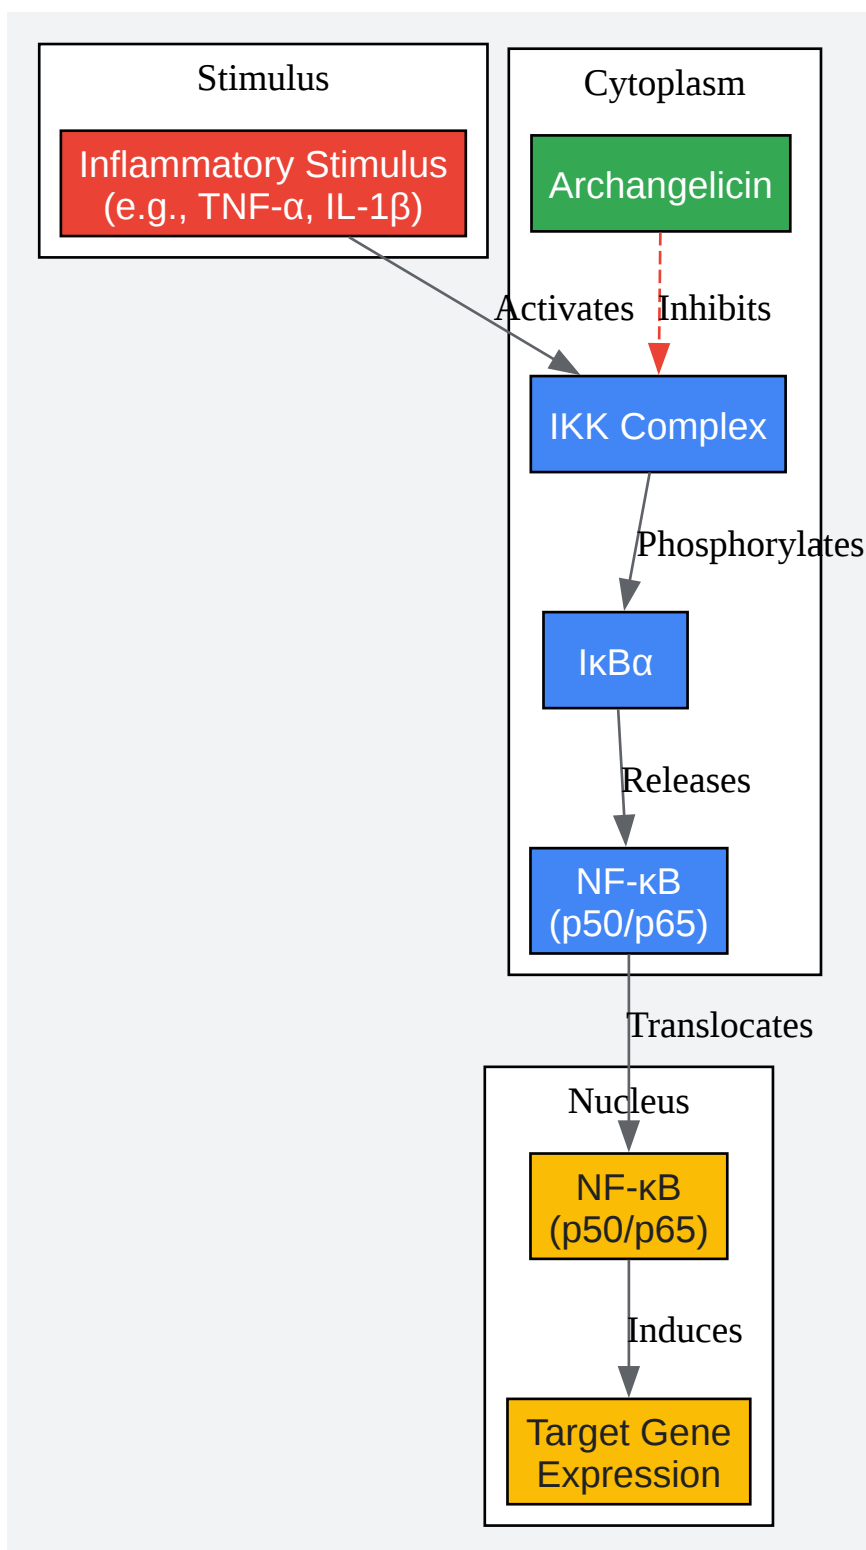 Stimulus
Inflammatory Stimulus
(e.g., TNF-α, IL-1β)
Cytoplasm
Archangelicin
Activates
Inhibits
IKK Complex
Phosphorylates
IκBα
Releases
NF-κB
(p50/p65)
Translocates
Nucleus
NF-κB
(p50/p65)
Induces
Target Gene
Expression